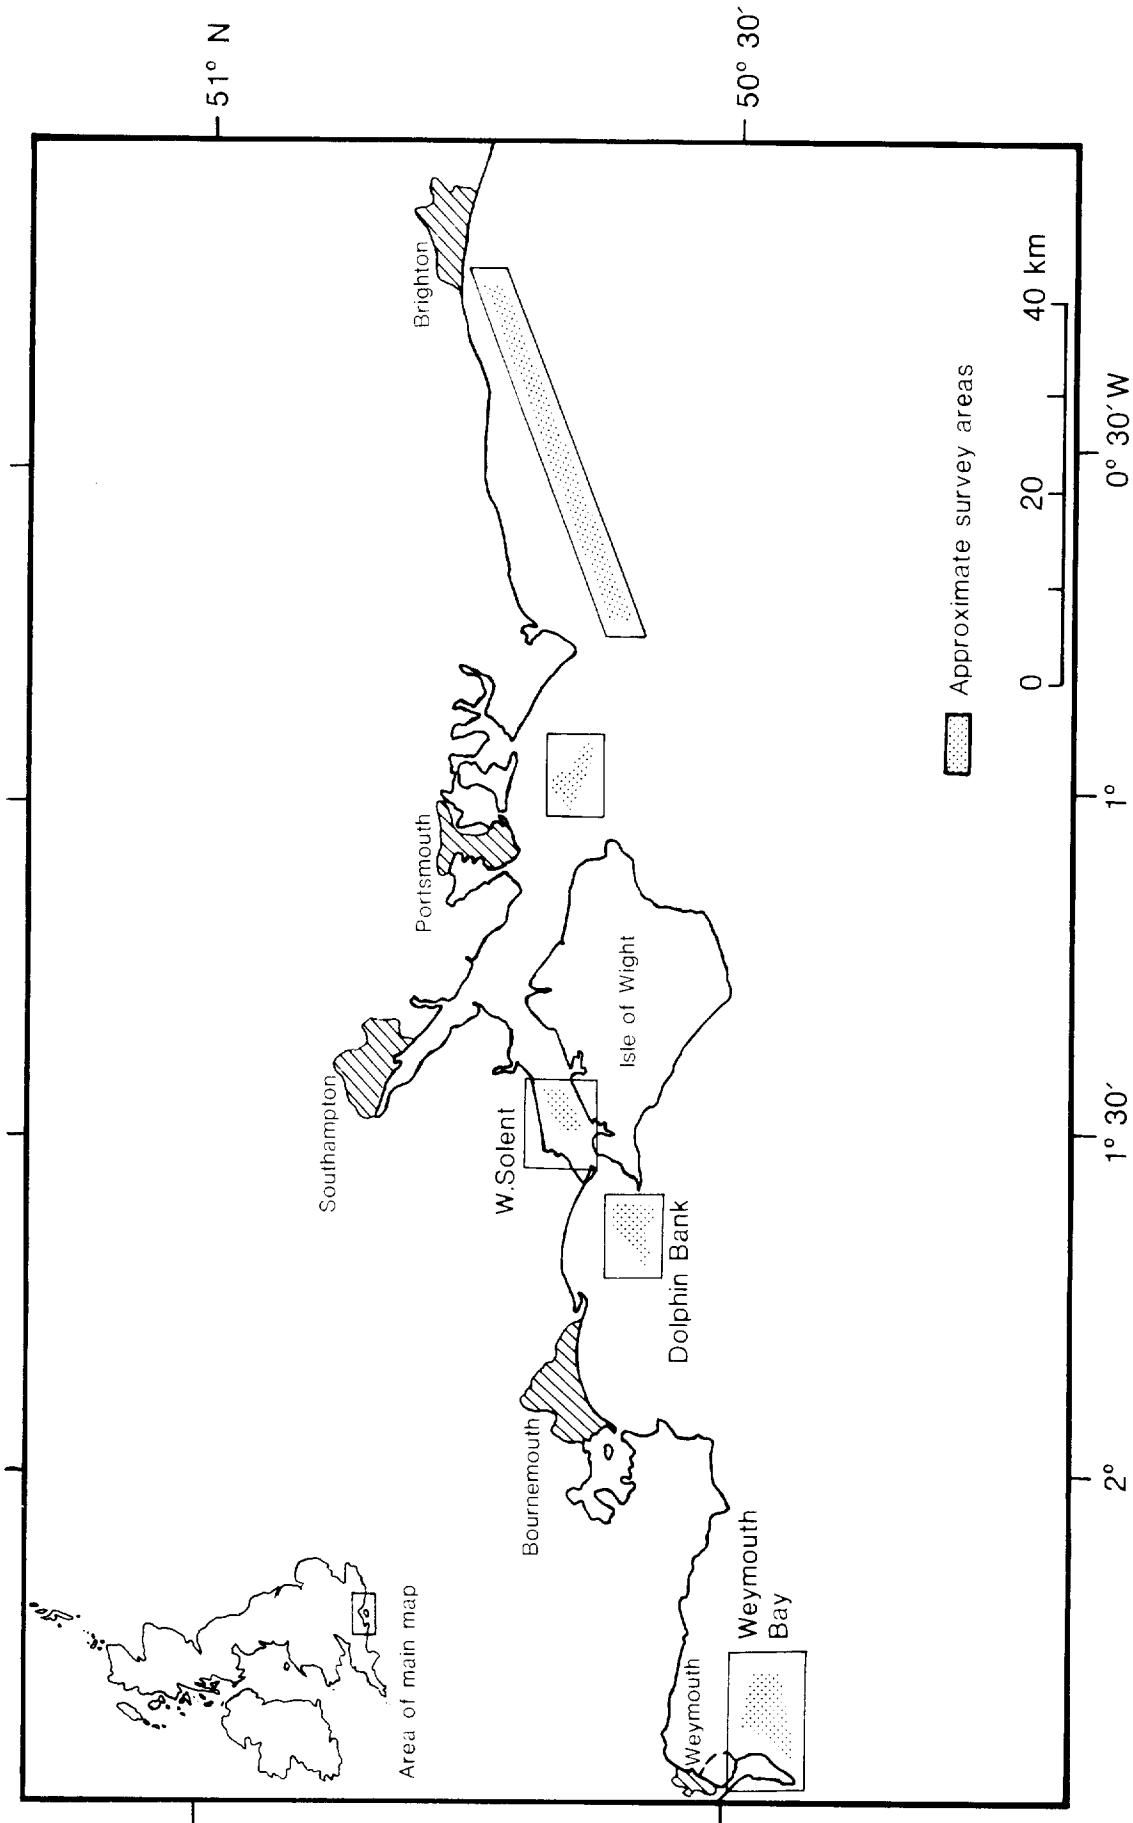 Area of main map
Southampton
Portsmouth
Brighton
Bournemouth
W.Solent
Isle of Wight
Dolphin Bank
Weymouth
Weymouth
Bay
Approximate survey areas
0 20 40 km
51° N
50° 30′
2°
1° 30′
1°
0° 30′W